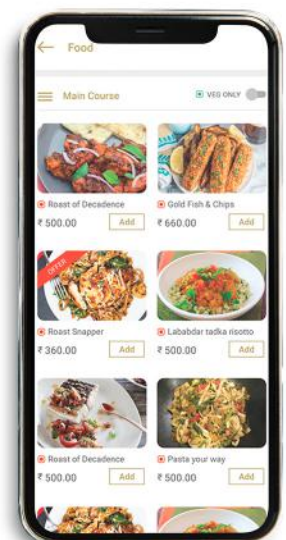 Food
Main Course
VEG ONLY
Roast of Decadence
₹ 500.00 Add
Gold Fish & Chips
₹ 660.00 Add
OFFER
Roast Snapper
₹ 360.00 Add
Lababdar tadka risotto
₹ 500.00 Add
Roast of Decadence
₹ 500.00 Add
Pasta your way
₹ 500.00 Add